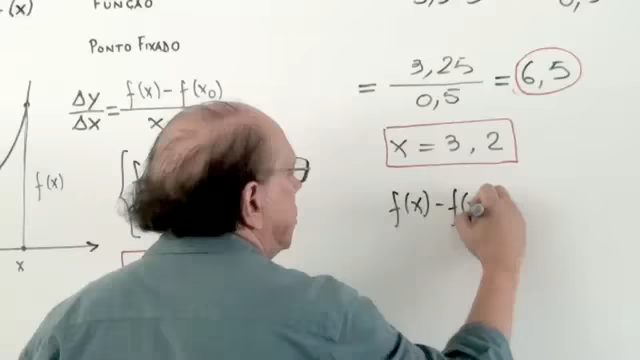 (x)
FUNÇÃO
PONTO FIXADO
Δy/Δx = f(x) - f(x₀)/x
f(x)
x
= 3,25/0,5 = 6,5
x = 3,2
f(x) - f(